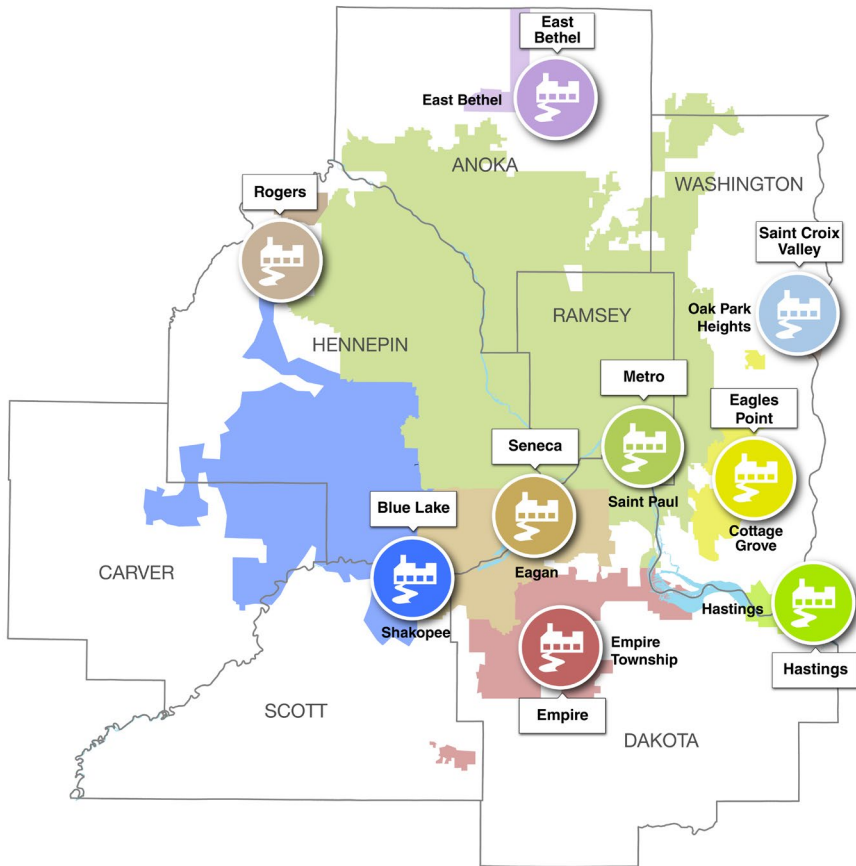 East
Bethel
East Bethel
ANOKA
WASHINGTON
Rogers
Saint Croix
Valley
Oak Park
Heights
RAMSEY
HENNEPIN
Metro
Eagles
Point
Seneca
Saint Paul
Blue Lake
Cottage
Grove
Eagan
CARVER
Hastings
Shakopee
Empire
Township
Hastings
SCOTT
Empire
DAKOTA